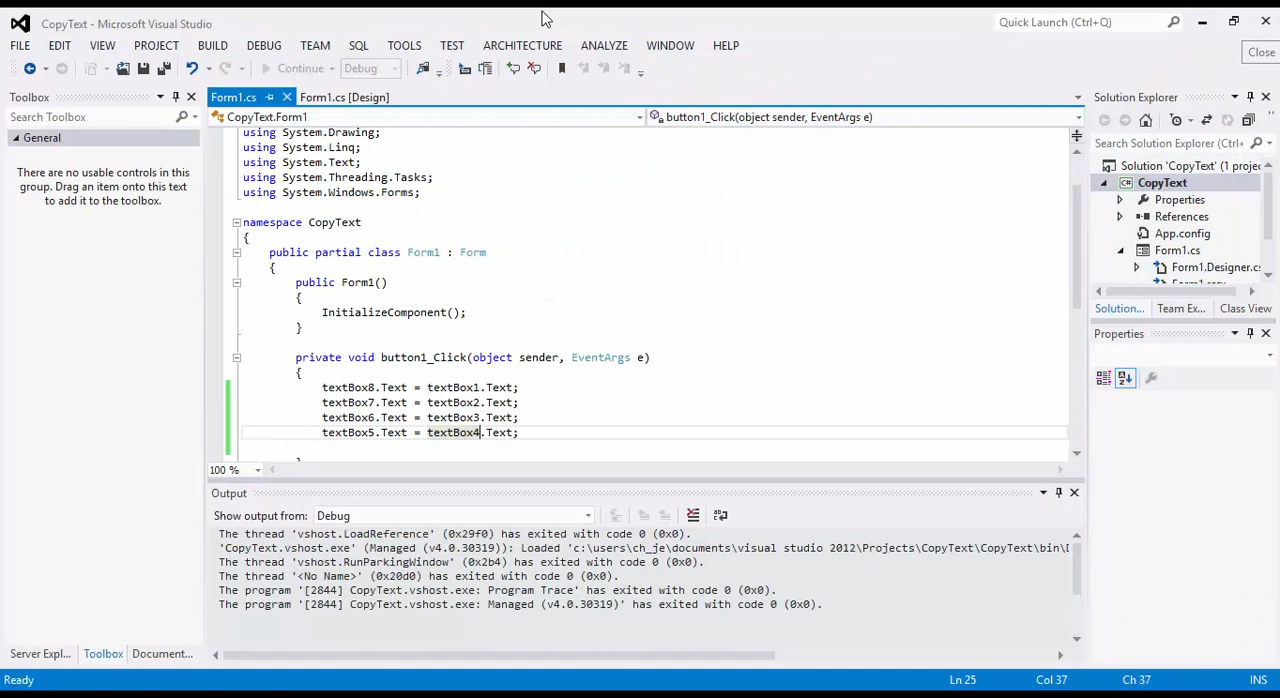 CopyText - Microsoft Visual Studio
Quick Launch (Ctrl+Q)
FILE EDIT VIEW PROJECT BUILD DEBUG TEAM SQL TOOLS TEST ARCHITECTURE ANALYZE WINDOW HELP
Close
Continue
Debug
Toolbox
Search Toolbox
General
There are no usable controls in this
group. Drag an item onto this text
to add it to the toolbox.
Server Expl... Toolbox Document...
Form1.cs
Form1.cs [Design]
CopyText.Form1
button1_Click(object sender, EventArgs e)
using System.Drawing;
using System.Linq;
using System.Text;
using System.Threading.Tasks;
using System.Windows.Forms;
namespace CopyText
{
public partial class Form1 : Form
{
public Form1()
{
InitializeComponent();
}
private void button1_Click(object sender, EventArgs e)
{
textBox8.Text = textBox1.Text;
textBox7.Text = textBox2.Text;
textBox6.Text = textBox3.Text;
textBox5.Text = textBox4.Text;
100 %
Output
Show output from: Debug
The thread 'vshost.LoadReference' (0x29f0) has exited with code 0 (0x0).
'CopyText.vshost.exe' (Managed (v4.0.30319)): Loaded 'c:\users\ch_je\documents\visual studio 2012\Projects\CopyText\CopyText\bin\D
The thread 'vshost.RunParkingWindow' (0x2b4) has exited with code 0 (0x0).
The thread '<No Name>' (0x20d0) has exited with code 0 (0x0).
The program '[2844] CopyText.vshost.exe: Program Trace' has exited with code 0 (0x0).
The program '[2844] CopyText.vshost.exe: Managed (v4.0.30319)' has exited with code 0 (0x0).
Solution Explorer
Search Solution Explorer (Ctrl+
Solution 'CopyText' (1 projec
C# CopyText
Properties
References
App.config
Form1.cs
Form1.Designer.cs
Solution... Team Ex... Class View
Properties
Ready
Ln 25
Col 37
Ch 37
INS